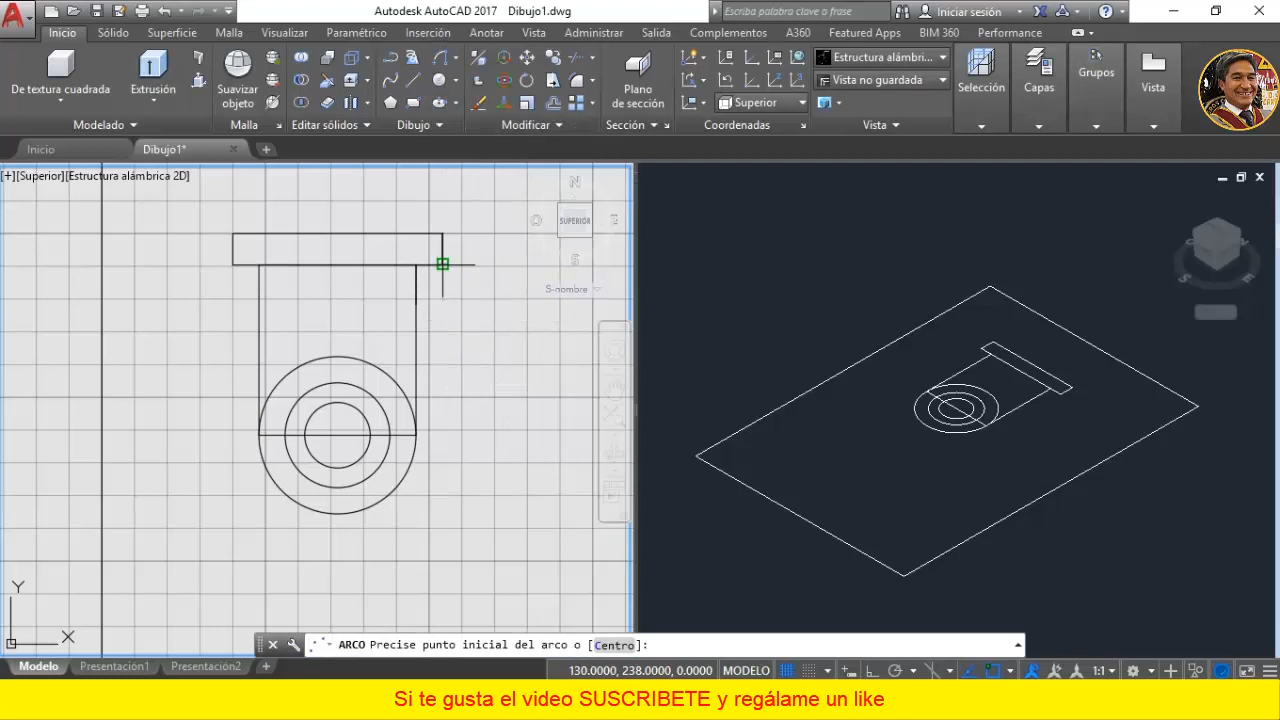 Autodesk AutoCAD 2017 Dibujo1.dwg
Escriba palabra clave o frase
Iniciar sesión
Inicio Sólido Superficie Malla Visualizar Paramétrico Inserción Anotar Vista Administrar Salida Complementos A360 Featured Apps BIM 360 Performance
Estructura alámbri...
Vista no guardada
Superior
De textura cuadrada
Extrusión
Suavizar
objeto
Plano
de sección
Selección
Capas
Grupos
Vista
Modelado Malla Editar sólidos Dibujo Modificar Sección Coordenadas Vista
Inicio Dibujo1*
[+][Superior][Estructura alámbrica 2D]
N
O SUPERIOR E
S
S-nombre
S E
Y
X
ARCO Precise punto inicial del arco o [Centro]:
Modelo Presentación1 Presentación2
130.0000, 238.0000, 0.0000 MODELO 1:1
Si te gusta el video SUSCRIBETE y regálame un like